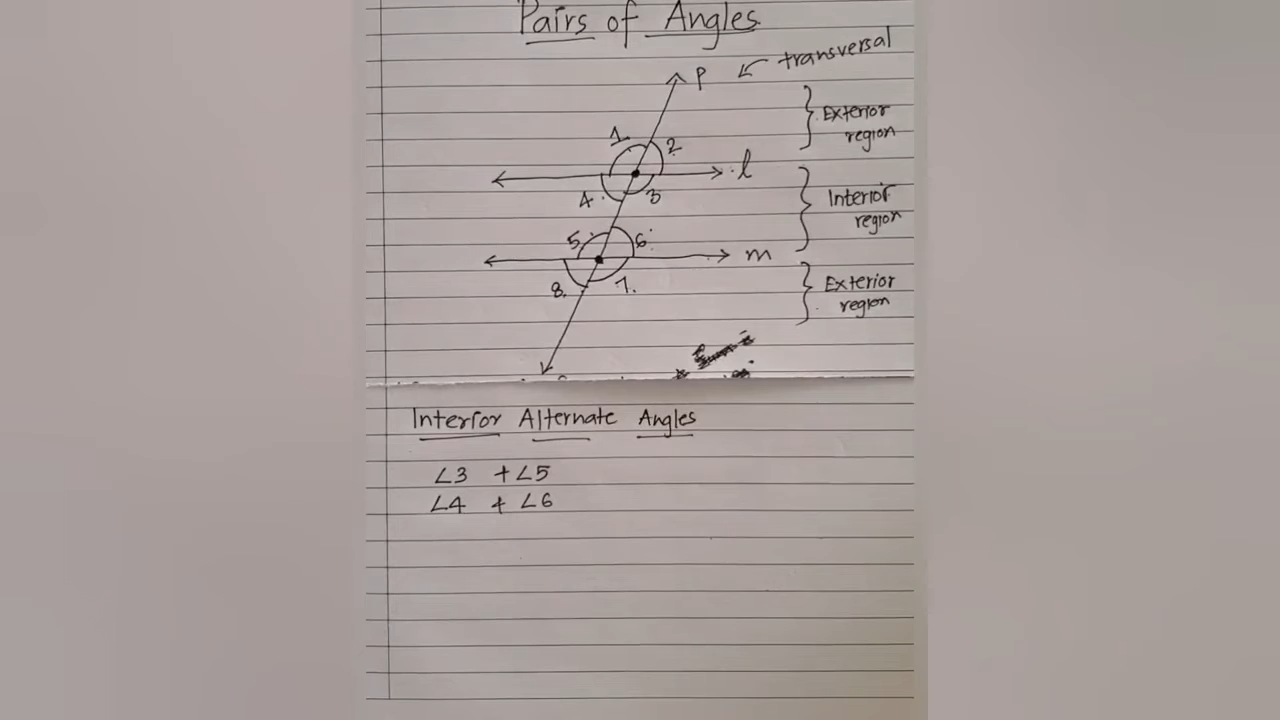 Pairs of Angles
transversal
p
Exterior
region
1
2
l
4
3
Interior
region
5
6
m
8
7
Exterior
region
Interior Alternate Angles
∠3 + ∠5
∠4 + ∠6